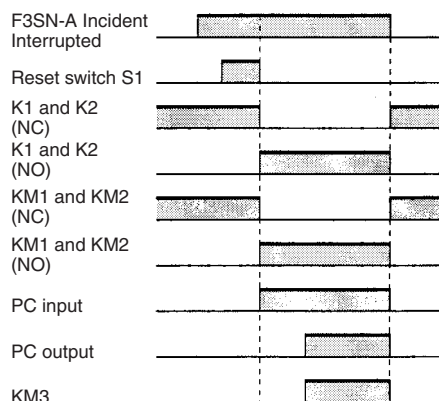 F3SN-A Incident
Interrupted
Reset switch S1
K1 and K2
(NC)
K1 and K2
(NO)
KM1 and KM2
(NC)
KM1 and KM2
(NO)
PC input
PC output
KM3